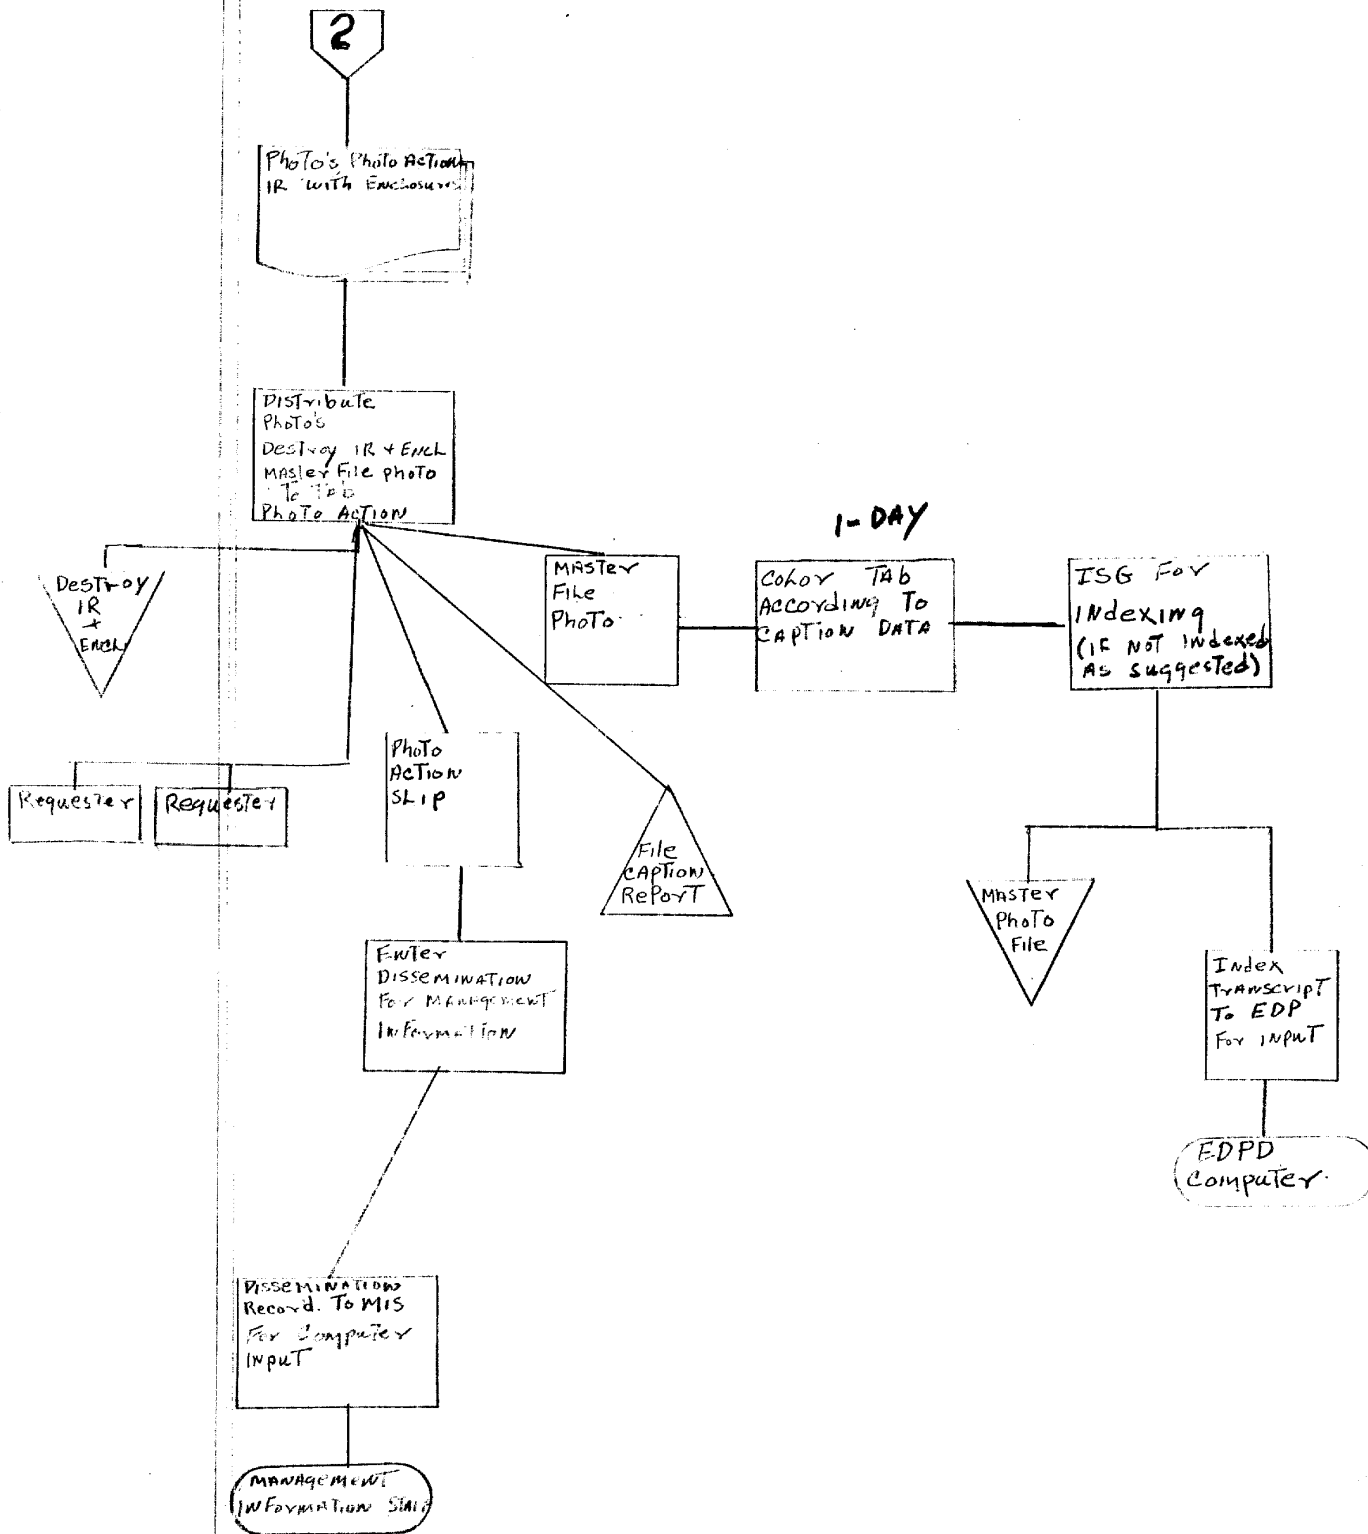 2
Photo's Photo Action
IR with Enclosures
Distribute
Photo's
Destroy IR + Encl
Master File photo
To Tab
Photo Action
1-DAY
Destroy
IR
+
Encl
Master
File
Photo
Color Tab
According To
Caption Data
ISG For
Indexing
(IF NOT Indexed
AS suggested)
Requester
Requester
Photo
Action
Slip
File
Caption
Report
Master
Photo
File
Enter
Dissemination
For Management
Information
Index
Transcript
To EDP
For input
EDPD
Computer
Dissemination
Record. To MIS
For Computer
Input
Management
Information Staff